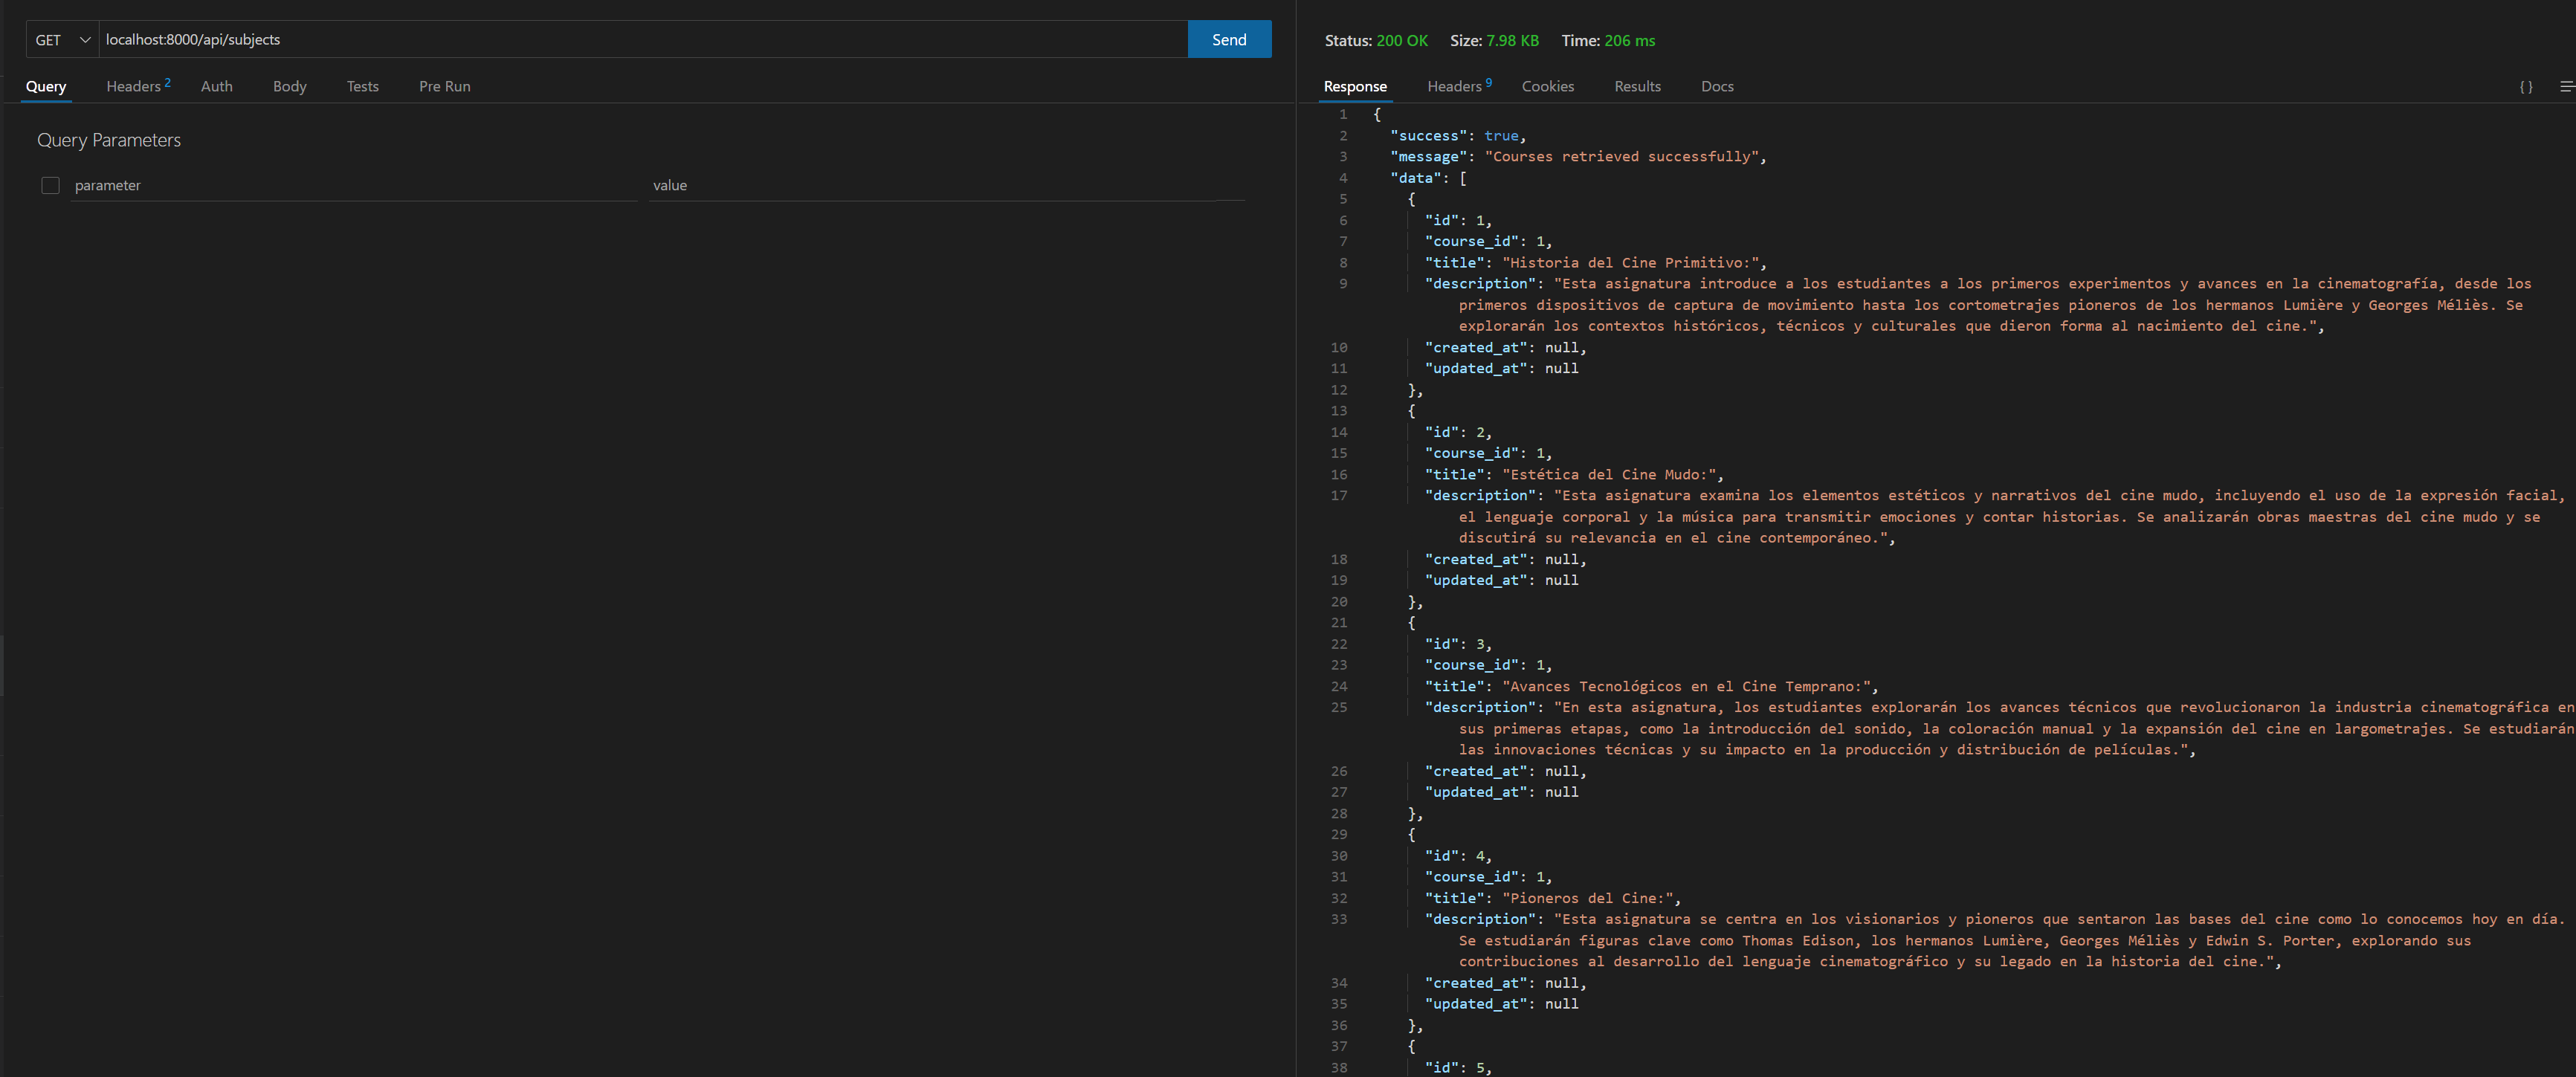 GET localhost:8000/api/subjects Send
Query Headers 2 Auth Body Tests Pre Run
Query Parameters
parameter value
Status: 200 OK Size: 7.98 KB Time: 206 ms
Response Headers 9 Cookies Results Docs { }
1 {
2 "success": true,
3 "message": "Courses retrieved successfully",
4 "data": [
5 {
6 "id": 1,
7 "course_id": 1,
8 "title": "Historia del Cine Primitivo:",
9 "description": "Esta asignatura introduce a los estudiantes a los primeros experimentos y avances en la cinematografía, desde los
primeros dispositivos de captura de movimiento hasta los cortometrajes pioneros de los hermanos Lumière y Georges Méliès. Se
explorarán los contextos históricos, técnicos y culturales que dieron forma al nacimiento del cine.",
10 "created_at": null,
11 "updated_at": null
12 },
13 {
14 "id": 2,
15 "course_id": 1,
16 "title": "Estética del Cine Mudo:",
17 "description": "Esta asignatura examina los elementos estéticos y narrativos del cine mudo, incluyendo el uso de la expresión facial,
el lenguaje corporal y la música para transmitir emociones y contar historias. Se analizarán obras maestras del cine mudo y se
discutirá su relevancia en el cine contemporáneo.",
18 "created_at": null,
19 "updated_at": null
20 },
21 {
22 "id": 3,
23 "course_id": 1,
24 "title": "Avances Tecnológicos en el Cine Temprano:",
25 "description": "En esta asignatura, los estudiantes explorarán los avances técnicos que revolucionaron la industria cinematográfica en
sus primeras etapas, como la introducción del sonido, la coloración manual y la expansión del cine en largometrajes. Se estudiarán
las innovaciones técnicas y su impacto en la producción y distribución de películas.",
26 "created_at": null,
27 "updated_at": null
28 },
29 {
30 "id": 4,
31 "course_id": 1,
32 "title": "Pioneros del Cine:",
33 "description": "Esta asignatura se centra en los visionarios y pioneros que sentaron las bases del cine como lo conocemos hoy en día.
Se estudiarán figuras clave como Thomas Edison, los hermanos Lumière, Georges Méliès y Edwin S. Porter, explorando sus
contribuciones al desarrollo del lenguaje cinematográfico y su legado en la historia del cine.",
34 "created_at": null,
35 "updated_at": null
36 },
37 {
38 "id": 5,